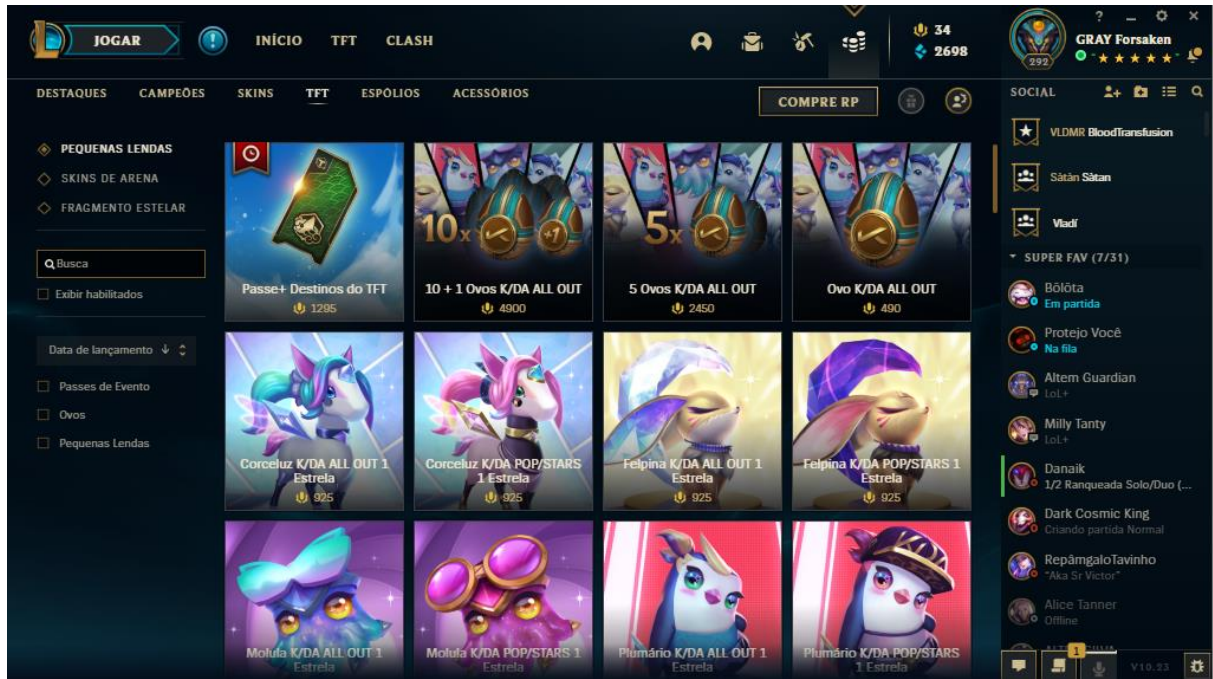 JOGAR
INÍCIO
TFT
CLASH
34
2698
292
?
GRAY Forsaken
DESTAQUES
CAMPEÕES
SKINS
TFT
ESPÓLIOS
ACESSÓRIOS
COMPRE RP
PEQUENAS LENDAS
SKINS DE ARENA
FRAGMENTO ESTELAR
Busca
Exibir habilitados
Data de lançamento
Passes de Evento
Ovos
Pequenas Lendas
Passe+ Destinos do TFT
1295
10x
+1
10 + 1 Ovos K/DA ALL OUT
4900
5x
5 Ovos K/DA ALL OUT
2450
Ovo K/DA ALL OUT
490
Corceluz K/DA ALL OUT 1
Estrela
925
Corceluz K/DA POP/STARS
1 Estrela
925
Felpina K/DA ALL OUT 1
Estrela
925
Felpina K/DA POP/STARS 1
Estrela
925
Molula K/DA ALL OUT 1
Estrela
Molula K/DA POP/STARS 1
Estrela
Plumário K/DA ALL OUT 1
Estrela
Plumário K/DA POP/STARS
1 Estrela
SOCIAL
VLDMR BloodTransfusion
Sàtàn Sàtan
Vladí
SUPER FAV (7/31)
Bôlôta
Em partida
Protejo Você
Na fila
Altem Guardian
LoL+
Milly Tanty
LoL+
Danaik
1/2 Ranqueada Solo/Duo (...
Dark Cosmic King
Criando partida Normal
RepâmgaloTavinho
"Aka Sr Victor"
Alice Tanner
Offline
1
V10.23